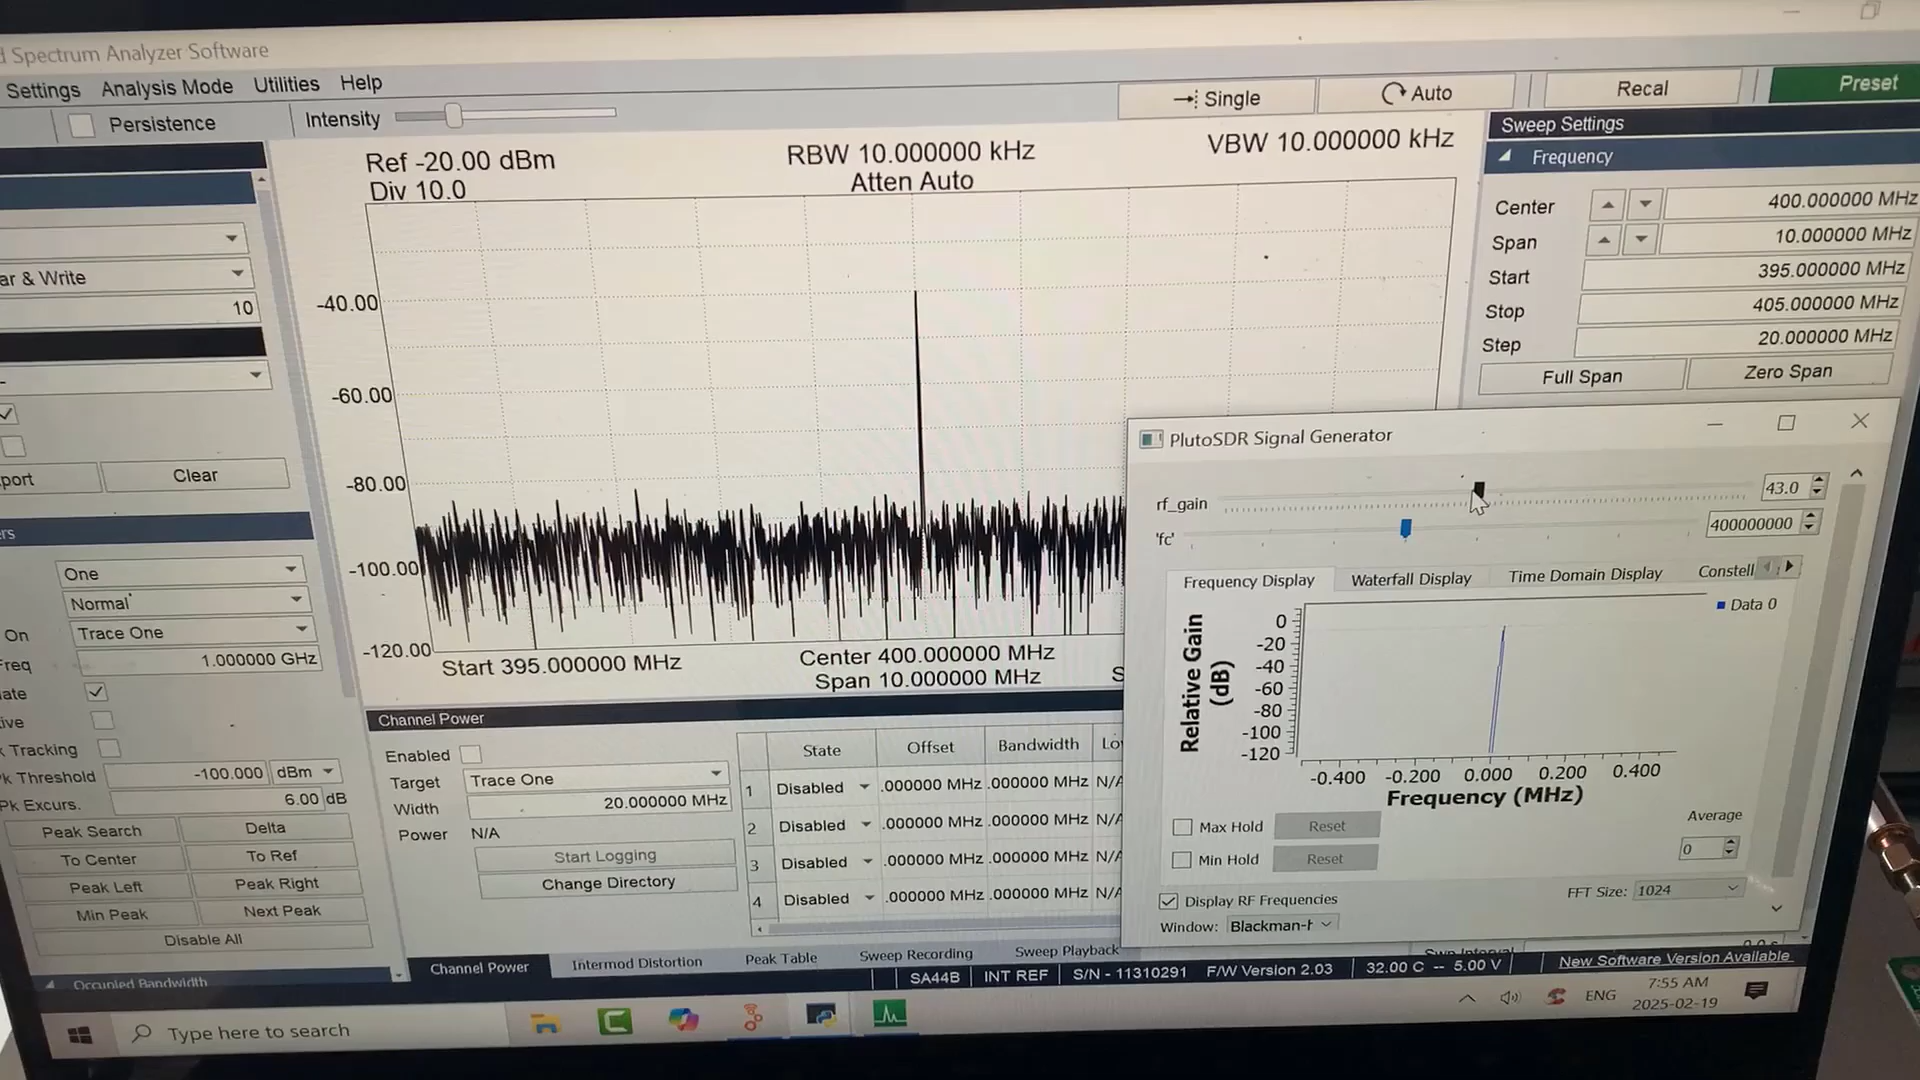 d Spectrum Analyzer Software
Settings Analysis Mode Utilities Help
Persistence Intensity
Single Auto Recal Preset
Ref -20.00 dBm
Div 10.0
RBW 10.000000 kHz
Atten Auto
VBW 10.000000 kHz
-40.00
-60.00
-80.00
-100.00
-120.00
Start 395.000000 MHz
Center 400.000000 MHz
Span 10.000000 MHz
S
Sweep Settings
Frequency
Center 400.000000 MHz
Span 10.000000 MHz
Start 395.000000 MHz
Stop 405.000000 MHz
Step 20.000000 MHz
Full Span Zero Span
ar & Write
10
port Clear
ers
One
Normal
On Trace One
Freq 1.000000 GHz
ate
ive
k Tracking
Pk Threshold -100.000 dBm
Pk Excurs. 6.00 dB
Peak Search Delta
To Center To Ref
Peak Left Peak Right
Min Peak Next Peak
Disable All
Occupied Bandwidth
Channel Power
Enabled
Target Trace One
Width 20.000000 MHz
Power N/A
Start Logging
Change Directory
State Offset Bandwidth Lo
1 Disabled .000000 MHz .000000 MHz N/A
2 Disabled .000000 MHz .000000 MHz N/A
3 Disabled .000000 MHz .000000 MHz N/A
4 Disabled .000000 MHz .000000 MHz N/A
Channel Power Intermod Distortion Peak Table Sweep Recording Sweep Playback
PlutoSDR Signal Generator
rf_gain 43.0
'fc' 400000000
Frequency Display Waterfall Display Time Domain Display Constell
Data 0
Relative Gain
(dB)
0
-20
-40
-60
-80
-100
-120
-0.400 -0.200 0.000 0.200 0.400
Frequency (MHz)
Max Hold Reset
Min Hold Reset
Average
0
Display RF Frequencies
FFT Size: 1024
Window: Blackman-h
Swp Interval
SA44B INT REF S/N - 11310291 F/W Version 2.03 32.00 C -- 5.00 V New Software Version Available
Type here to search
ENG
7:55 AM
2025-02-19